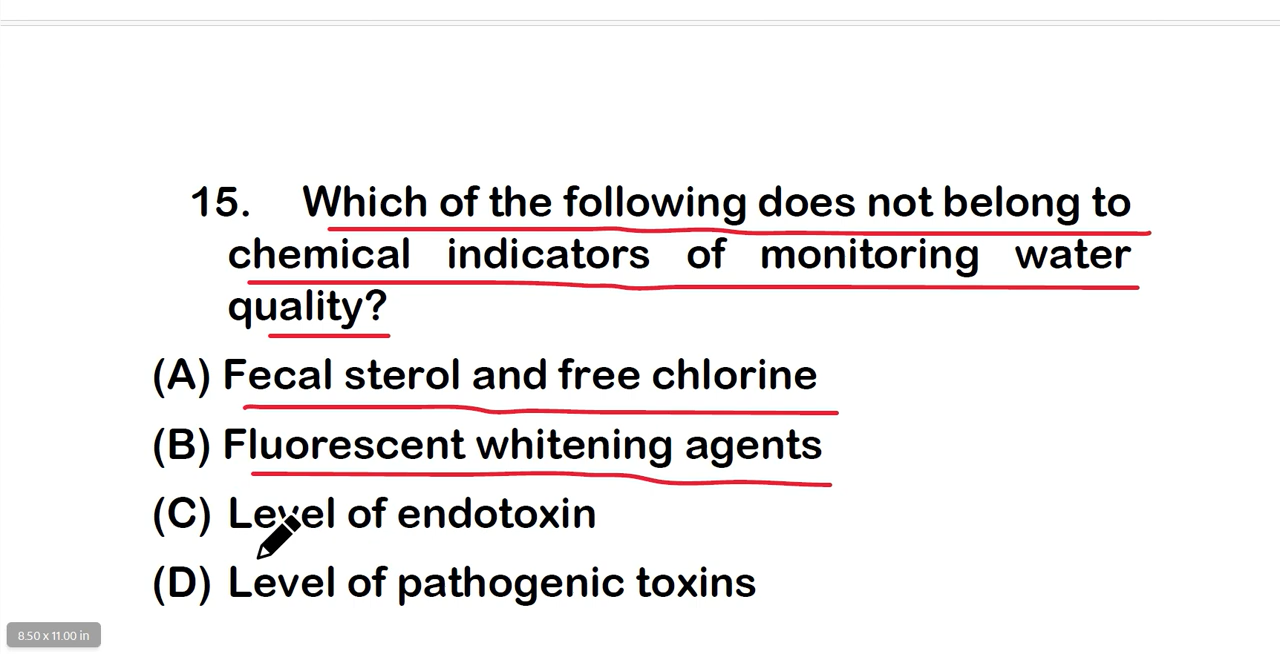 15. Which of the following does not belong to
chemical indicators of monitoring water
quality?
(A) Fecal sterol and free chlorine
(B) Fluorescent whitening agents
(C) Level of endotoxin
(D) Level of pathogenic toxins
8.50 x 11.00 in